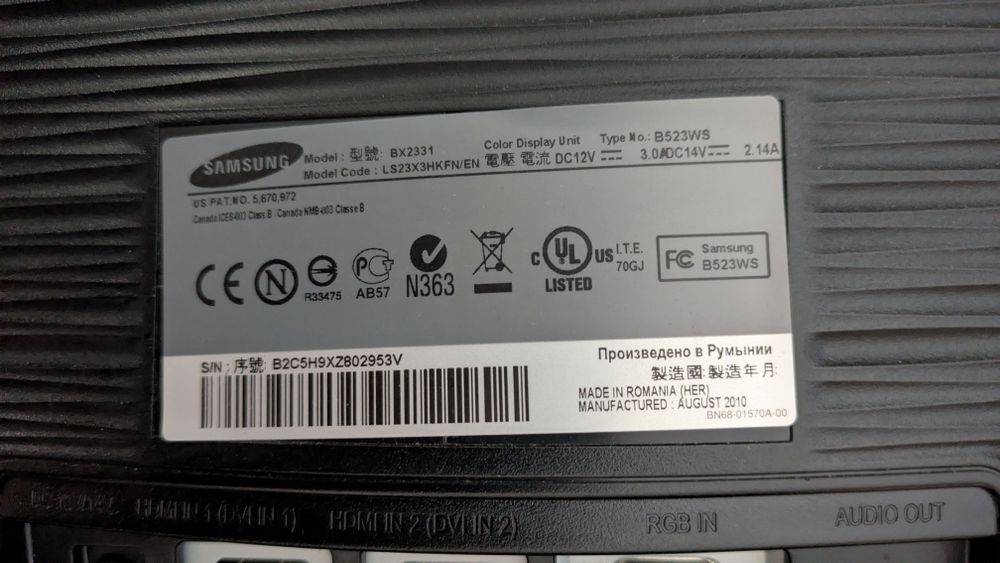 SAMSUNG
Model : 型號: BX2331
Model Code : LS23X3HKFN/EN
Color Display Unit Type No.: B523WS
電壓 電流 DC12V 3.0A DC14V 2.14A
US PAT.NO. 5,670,972
Canada ICES-003 Class B Canada NMB-003 Classe B
CE
N
R33475
РСТ
AB57
N363
C UL US
LISTED
I.T.E.
70GJ
FC Samsung
B523WS
S/N : 序號: B2C5H9XZ802953V
Произведено в Румынии
製造國: 製造年月:
MADE IN ROMANIA (HER)
MANUFACTURED : AUGUST 2010
BN68-01570A-00
HDMI IN 1 (DVI IN 1) HDMI IN 2 (DVI IN 2) RGB IN AUDIO OUT